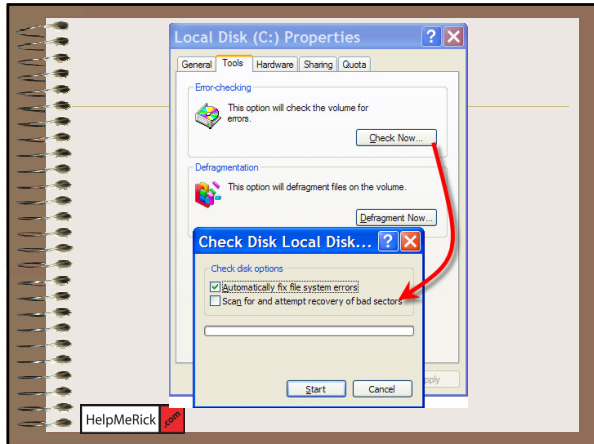 Local Disk (C:) Properties
General Tools Hardware Sharing Quota
Error-checking
This option will check the volume for
errors.
Check Now...
Defragmentation
This option will defragment files on the volume.
Defragment Now...
Check Disk Local Disk...
Check disk options
Automatically fix file system errors
Scan for and attempt recovery of bad sectors
Start Cancel
HelpMeRick .com